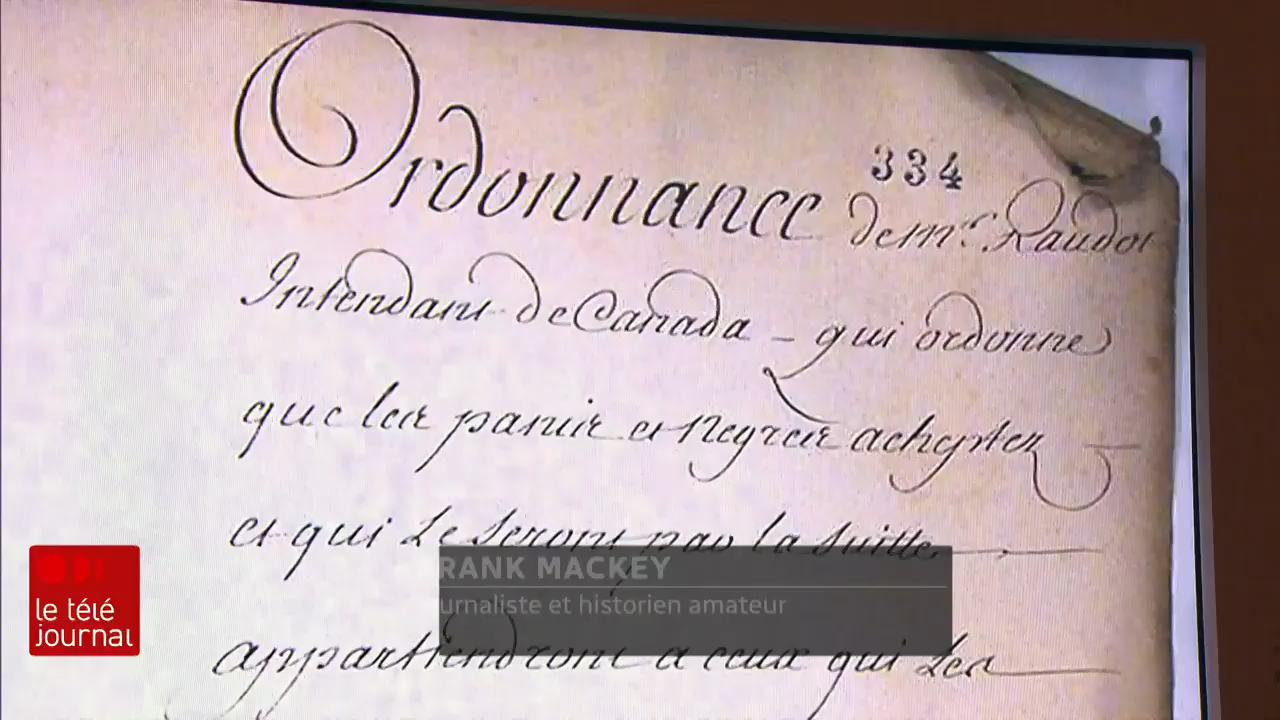 334
Ordonnance de Mr. Raudot
Intendant de Canada - qui ordonne
que les panis et Negres acheptez
et qui Le Seront par la Suitte
RANK MACKEY
urnaliste et historien amateur
appartiendront a ceux qui Les
le télé
journal